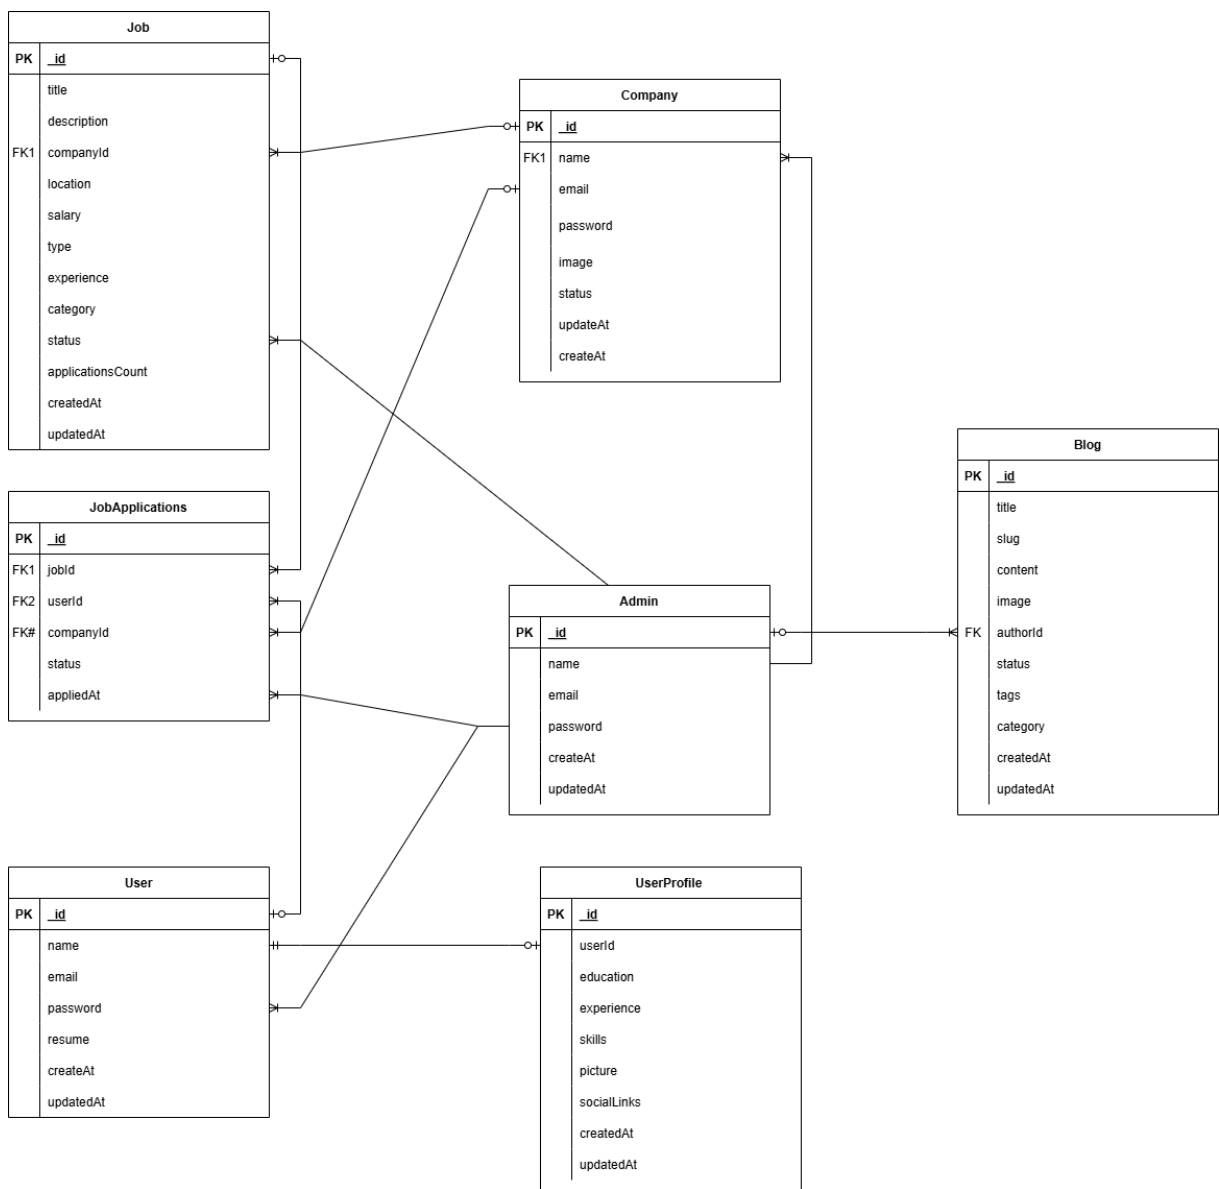 Job
PK _id
title
description
FK1 companyId
location
salary
type
experience
category
status
applicationsCount
createdAt
updatedAt
Company
PK _id
FK1 name
email
password
image
status
updateAt
createAt
JobApplications
PK _id
FK1 jobId
FK2 userId
FK# companyId
status
appliedAt
Admin
PK _id
name
email
password
createAt
updatedAt
Blog
PK _id
title
slug
content
image
FK authorId
status
tags
category
createdAt
updatedAt
User
PK _id
name
email
password
resume
createAt
updatedAt
UserProfile
PK _id
userId
education
experience
skills
picture
socialLinks
createdAt
updatedAt